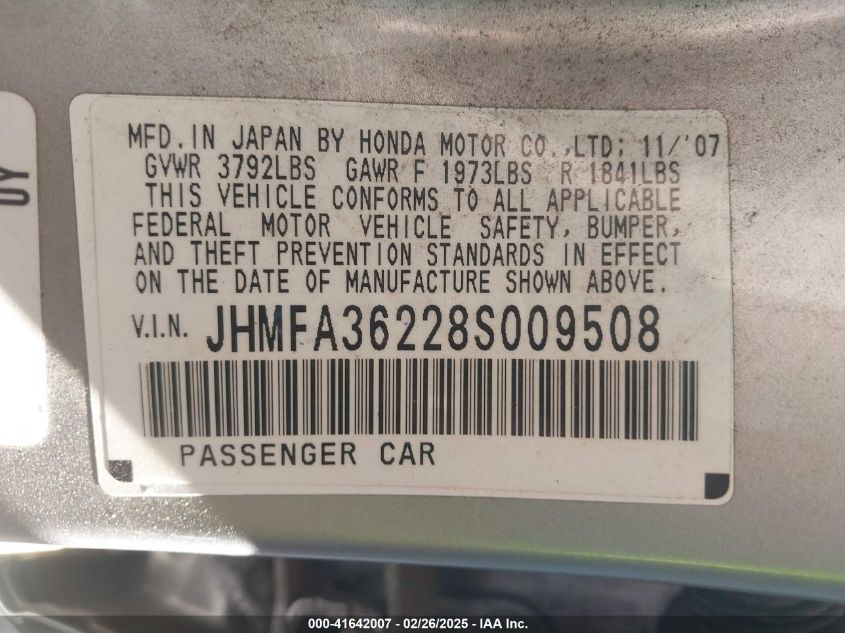 MFD. IN JAPAN BY HONDA MOTOR CO.,LTD; 11/'07
GVWR 3792LBS GAWR F 1973LBS R 1841LBS
THIS VEHICLE CONFORMS TO ALL APPLICABLE
FEDERAL MOTOR VEHICLE SAFETY, BUMPER,
AND THEFT PREVENTION STANDARDS IN EFFECT
ON THE DATE OF MANUFACTURE SHOWN ABOVE.
V.I.N. JHMFA36228S009508
PASSENGER CAR
0Y
000-41642007 - 02/26/2025 - IAA Inc.